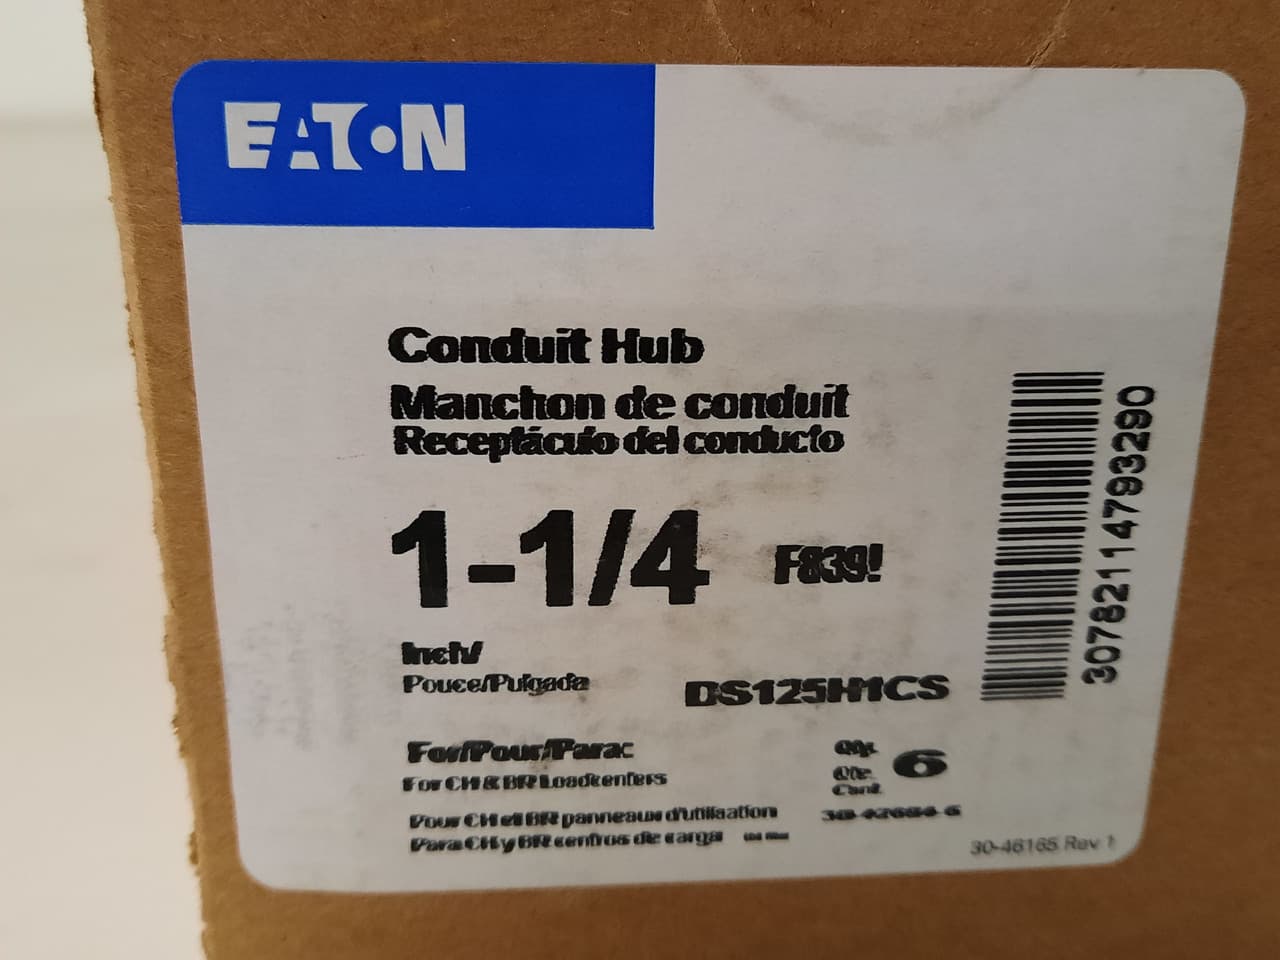 EATON
Conduit Hub
Manchon de conduit
Receptáculo del conducto
1-1/4 F839!
Inch/
Pouce/Pulgada
DS125H1CS
30782114793290
For/Pour/Para:
For CH & BR Loadcenters
Pour CH et BR panneaux d'utilisation
Para CH y BR centros de carga
Qty.
Qte. 6
Cant.
30-46165 Rev 1